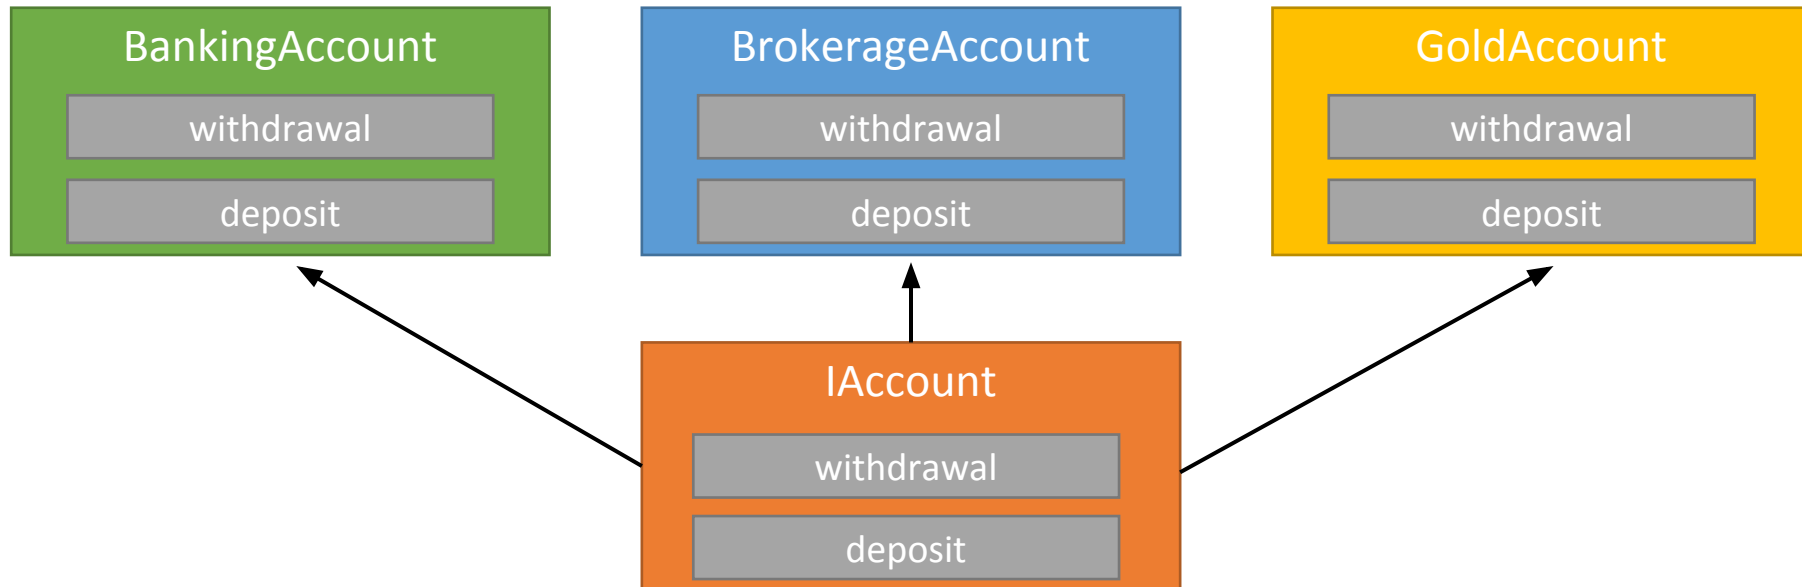 BankingAccount
withdrawal
deposit
BrokerageAccount
withdrawal
deposit
GoldAccount
withdrawal
deposit
IAccount
withdrawal
deposit